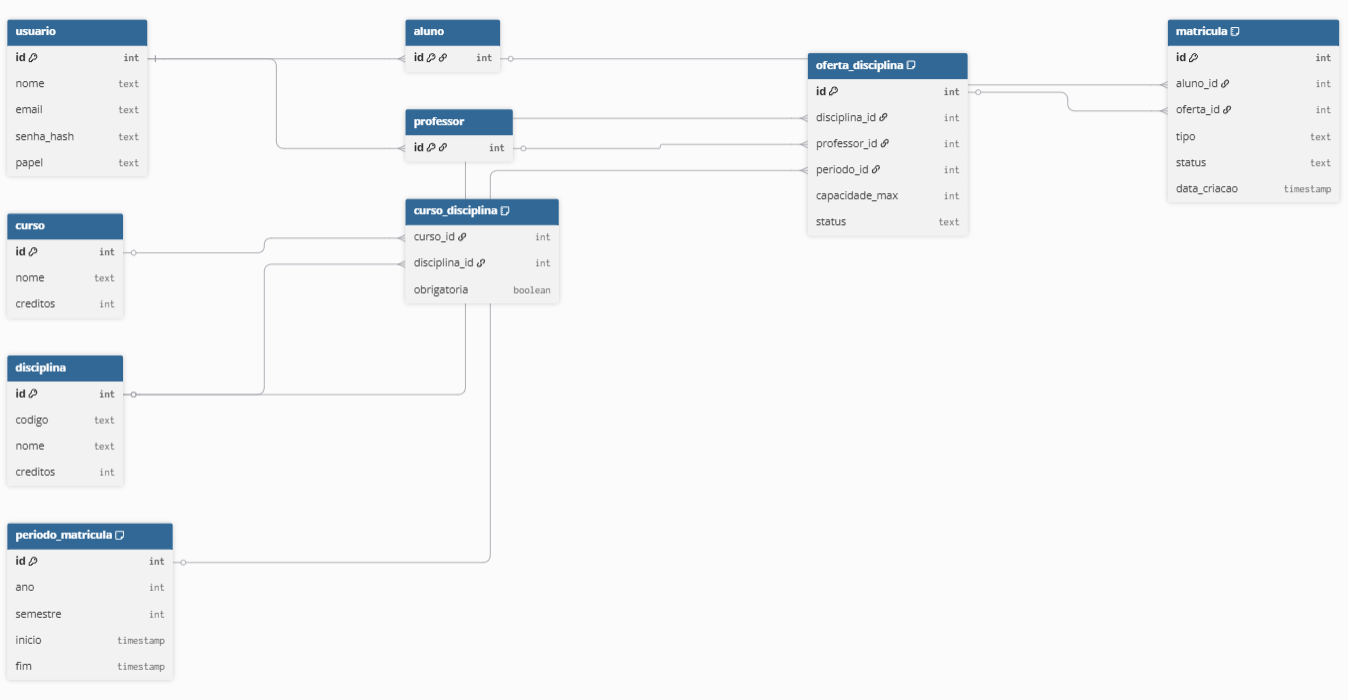 usuario
id int
nome text
email text
senha_hash text
papel text
curso
id int
nome text
creditos int
disciplina
id int
codigo text
nome text
creditos int
periodo_matricula
id int
ano int
semestre int
inicio timestamp
fim timestamp
aluno
id int
professor
id int
curso_disciplina
curso_id int
disciplina_id int
obrigatoria boolean
oferta_disciplina
id int
disciplina_id int
professor_id int
periodo_id int
capacidade_max int
status text
matricula
id int
aluno_id int
oferta_id int
tipo text
status text
data_criacao timestamp